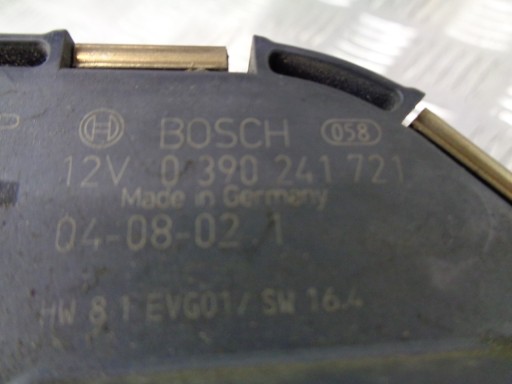 BOSCH 058
12V 0 390 241 721
Made in Germany
04-08-02 1
HW 8.1 EVG01/ SW 16.4